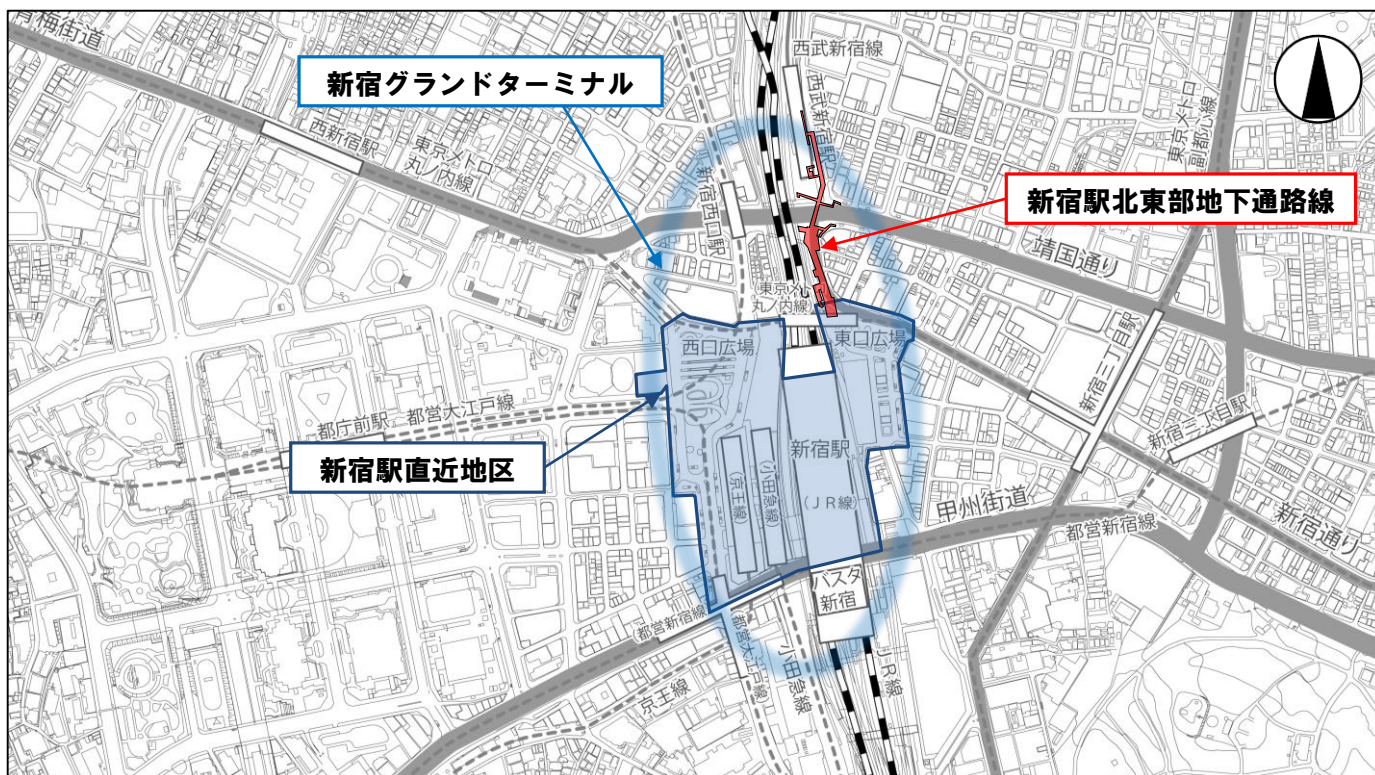 青梅街道
西武新宿線
新宿グランドターミナル
西武新宿駅
東京メトロ
副都心線
西新宿駅
東京メトロ
丸ノ内線
新宿西口駅
新宿駅北東部地下通路線
靖国通り
(東京メトロ
丸ノ内線)
西口広場
東口広場
新宿三丁目駅
新宿三丁目駅
都庁前駅
都営大江戸線
新宿駅直近地区
新宿駅
(京王線)
(小田急線)
(JR線)
甲州街道
都営新宿線
新宿通り
バスタ
新宿
(都営新宿線)
(都営大江戸線)
小田急線
JR線
京王線